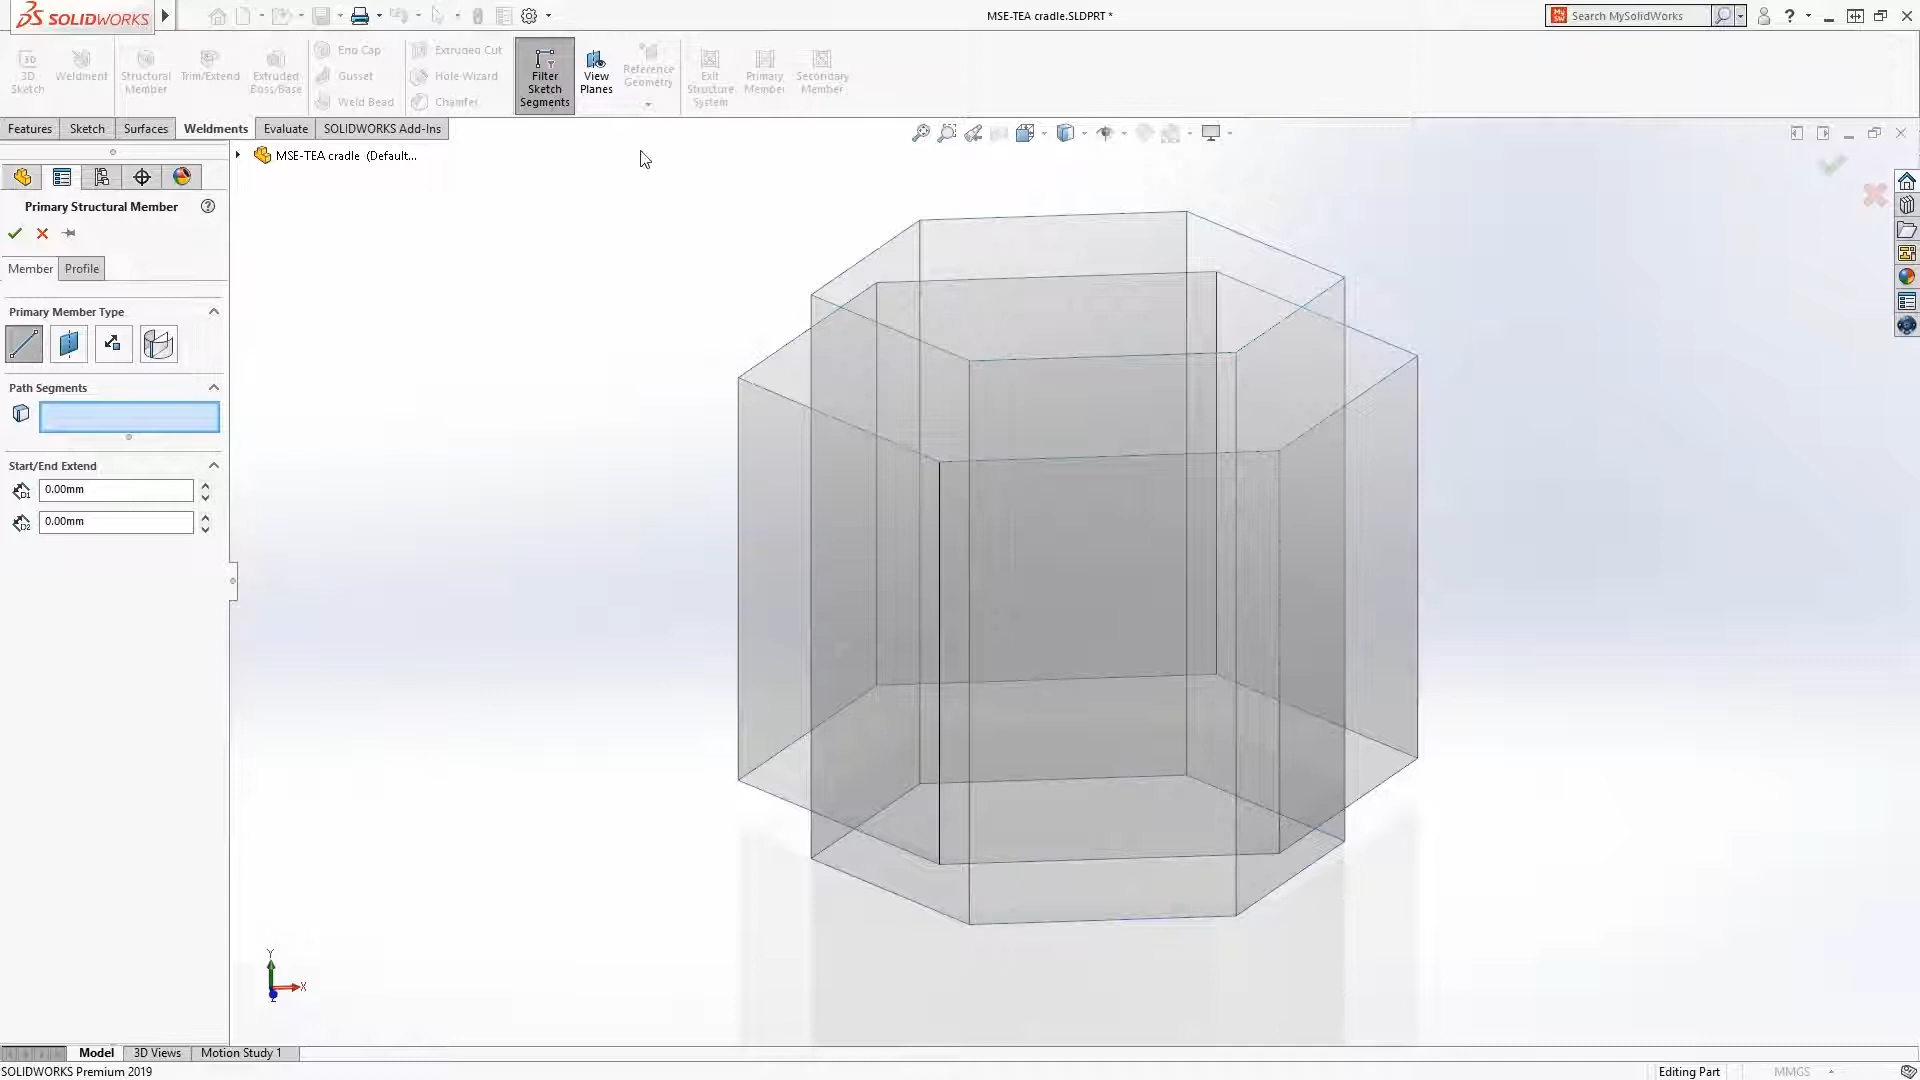 SOLIDWORKS
MSE-TEA cradle.SLDPRT *
Search MySolidWorks
3D Sketch
Weldment
Structural Member
Trim/Extend
Extruded Boss/Base
End Cap
Gusset
Weld Bead
Extruded Cut
Hole Wizard
Chamfer
Filter Sketch Segments
View Planes
Reference Geometry
Exit Structure System
Primary Member
Secondary Member
Features
Sketch
Surfaces
Weldments
Evaluate
SOLIDWORKS Add-Ins
MSE-TEA cradle (Default...
Primary Structural Member
Member
Profile
Primary Member Type
Path Segments
Start/End Extend
D1
0.00mm
D2
0.00mm
Y
X
Z
Model
3D Views
Motion Study 1
SOLIDWORKS Premium 2019
Editing Part
MMGS